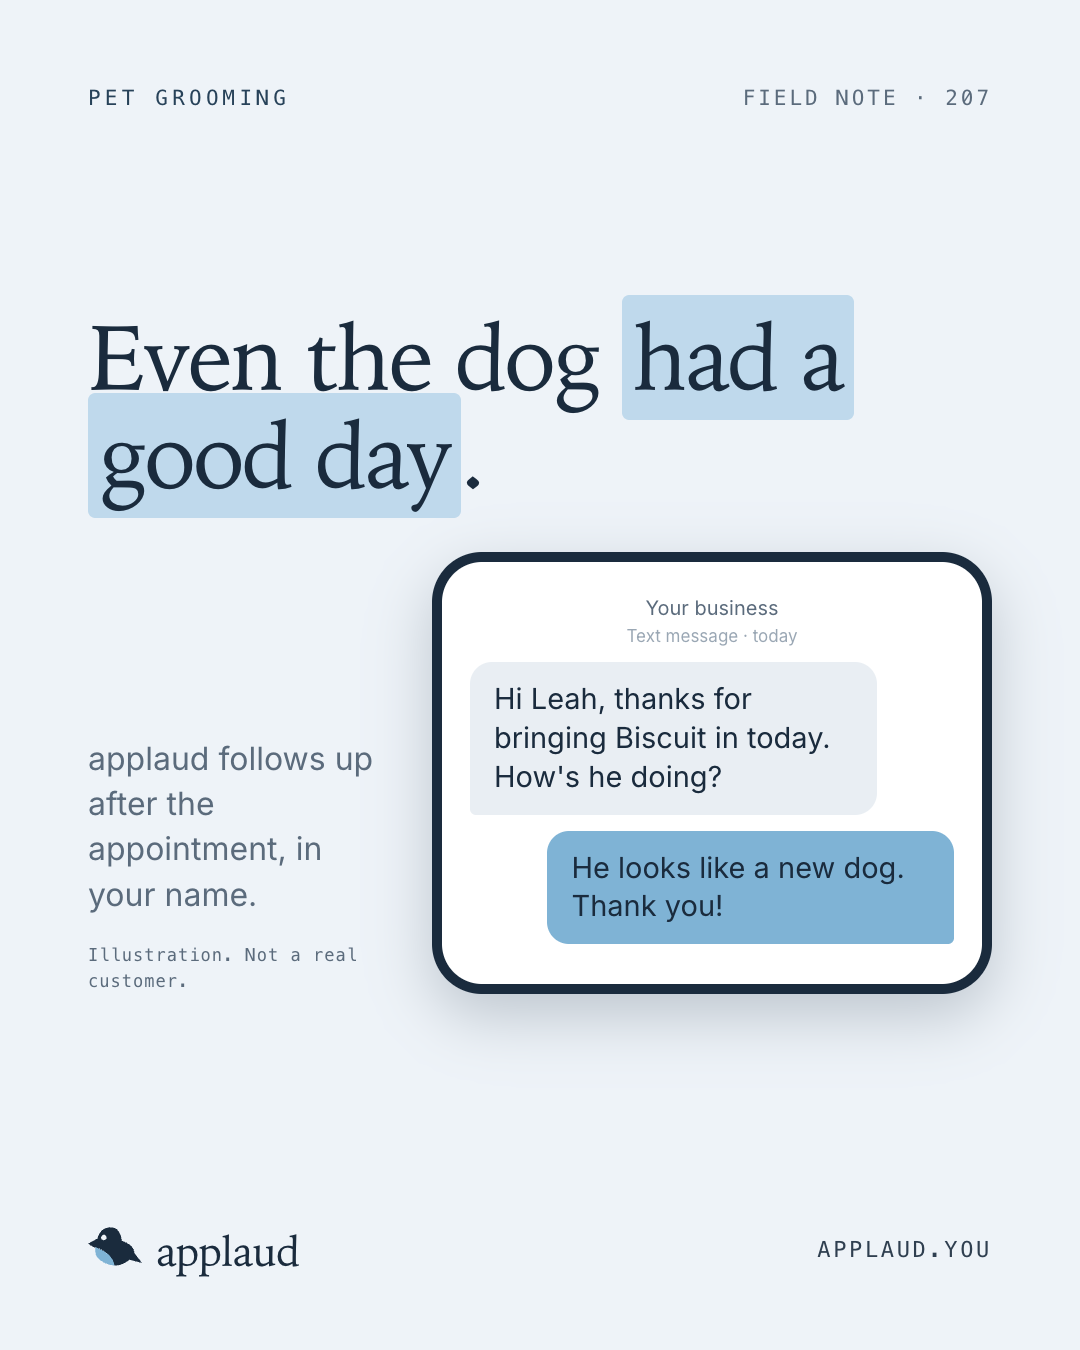 PET GROOMING
FIELD NOTE · 207
Even the dog had a
good day.
Your business
Text message · today
Hi Leah, thanks for
bringing Biscuit in today.
How's he doing?
He looks like a new dog.
Thank you!
applaud follows up
after the
appointment, in
your name.
Illustration. Not a real
customer.
applaud
APPLAUD.YOU